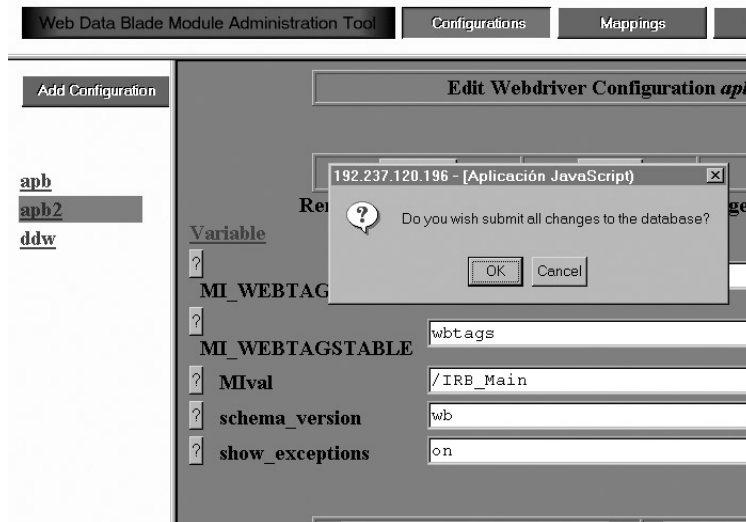 Web Data Blade Module Administration Tool
Configurations
Mappings
Add Configuration
Edit Webdriver Configuration
apb
apb2
ddw
192.237.120.196 - [Aplicación JavaScript)
Do you wish submit all changes to the database?
OK
Cancel
Variable
?
?
wbtags
MI_WEBTAGSTABLE
? MIval
/IRB_Main
? schema_version
wb
? show_exceptions
on